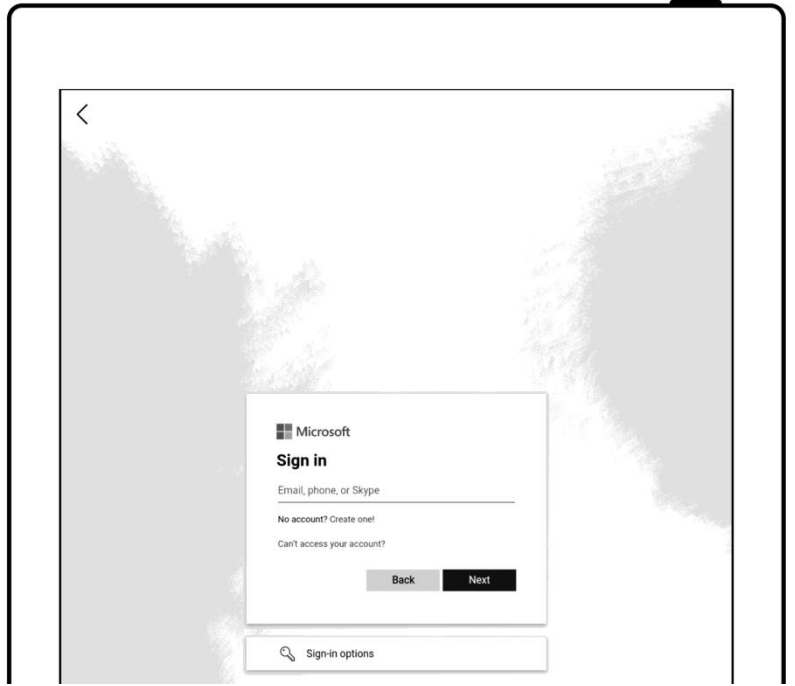 Microsoft
Sign in
Email, phone, or Skype
No account? Create one!
Can't access your account?
Back Next
Sign-in options